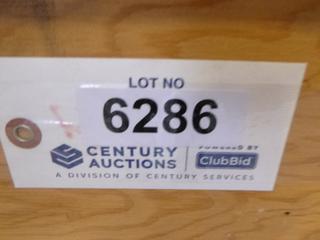 LOT NO
6286
CENTURY AUCTIONS
POWERED BY
ClubBid
A DIVISION OF CENTURY SERVICES